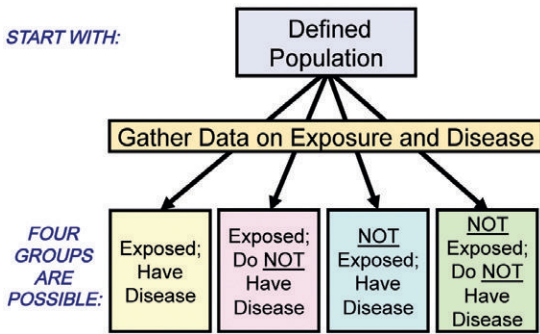 START WITH:
Defined
Population
Gather Data on Exposure and Disease
FOUR
GROUPS
ARE
POSSIBLE:
Exposed;
Have
Disease
Exposed;
Do NOT
Have
Disease
NOT
Exposed;
Have
Disease
NOT
Exposed;
Do NOT
Have
Disease